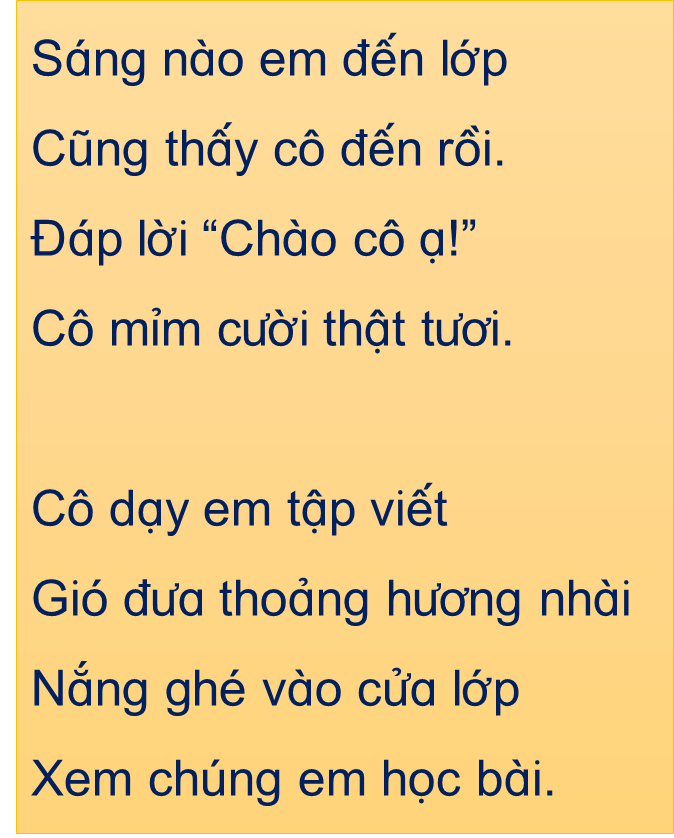 Sáng nào em đến lớp
Cũng thấy cô đến rồi.
Đáp lời “Chào cô ạ!”
Cô mỉm cười thật tươi.

Cô dạy em tập viết
Gió đưa thoảng hương nhài
Nắng ghé vào cửa lớp
Xem chúng em học bài.